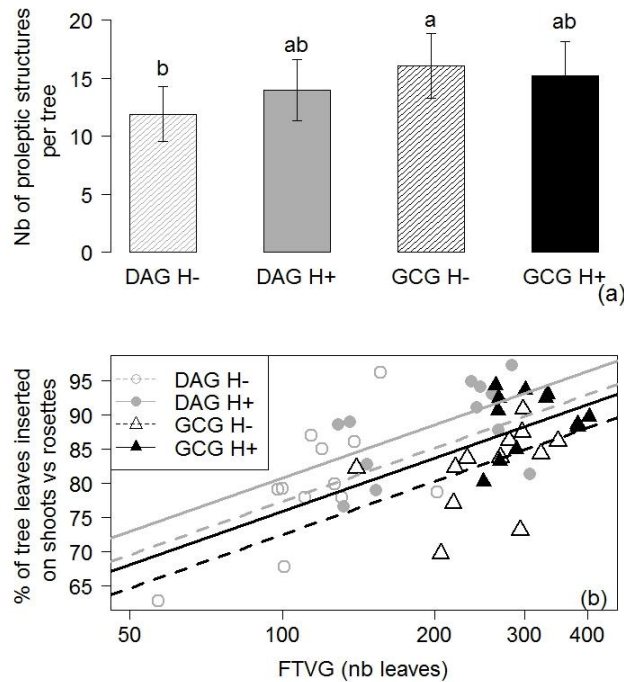 Nb of proleptic structures
per tree
20
15
10
5
0
b
ab
a
ab
DAG H-
DAG H+
GCG H-
GCG H+
(a)
% of tree leaves inserted
on shoots vs rosettes
95
90
85
80
75
70
65
DAG H-
DAG H+
GCG H-
GCG H+
(b)
50
100
200
300
400
FTVG (nb leaves)